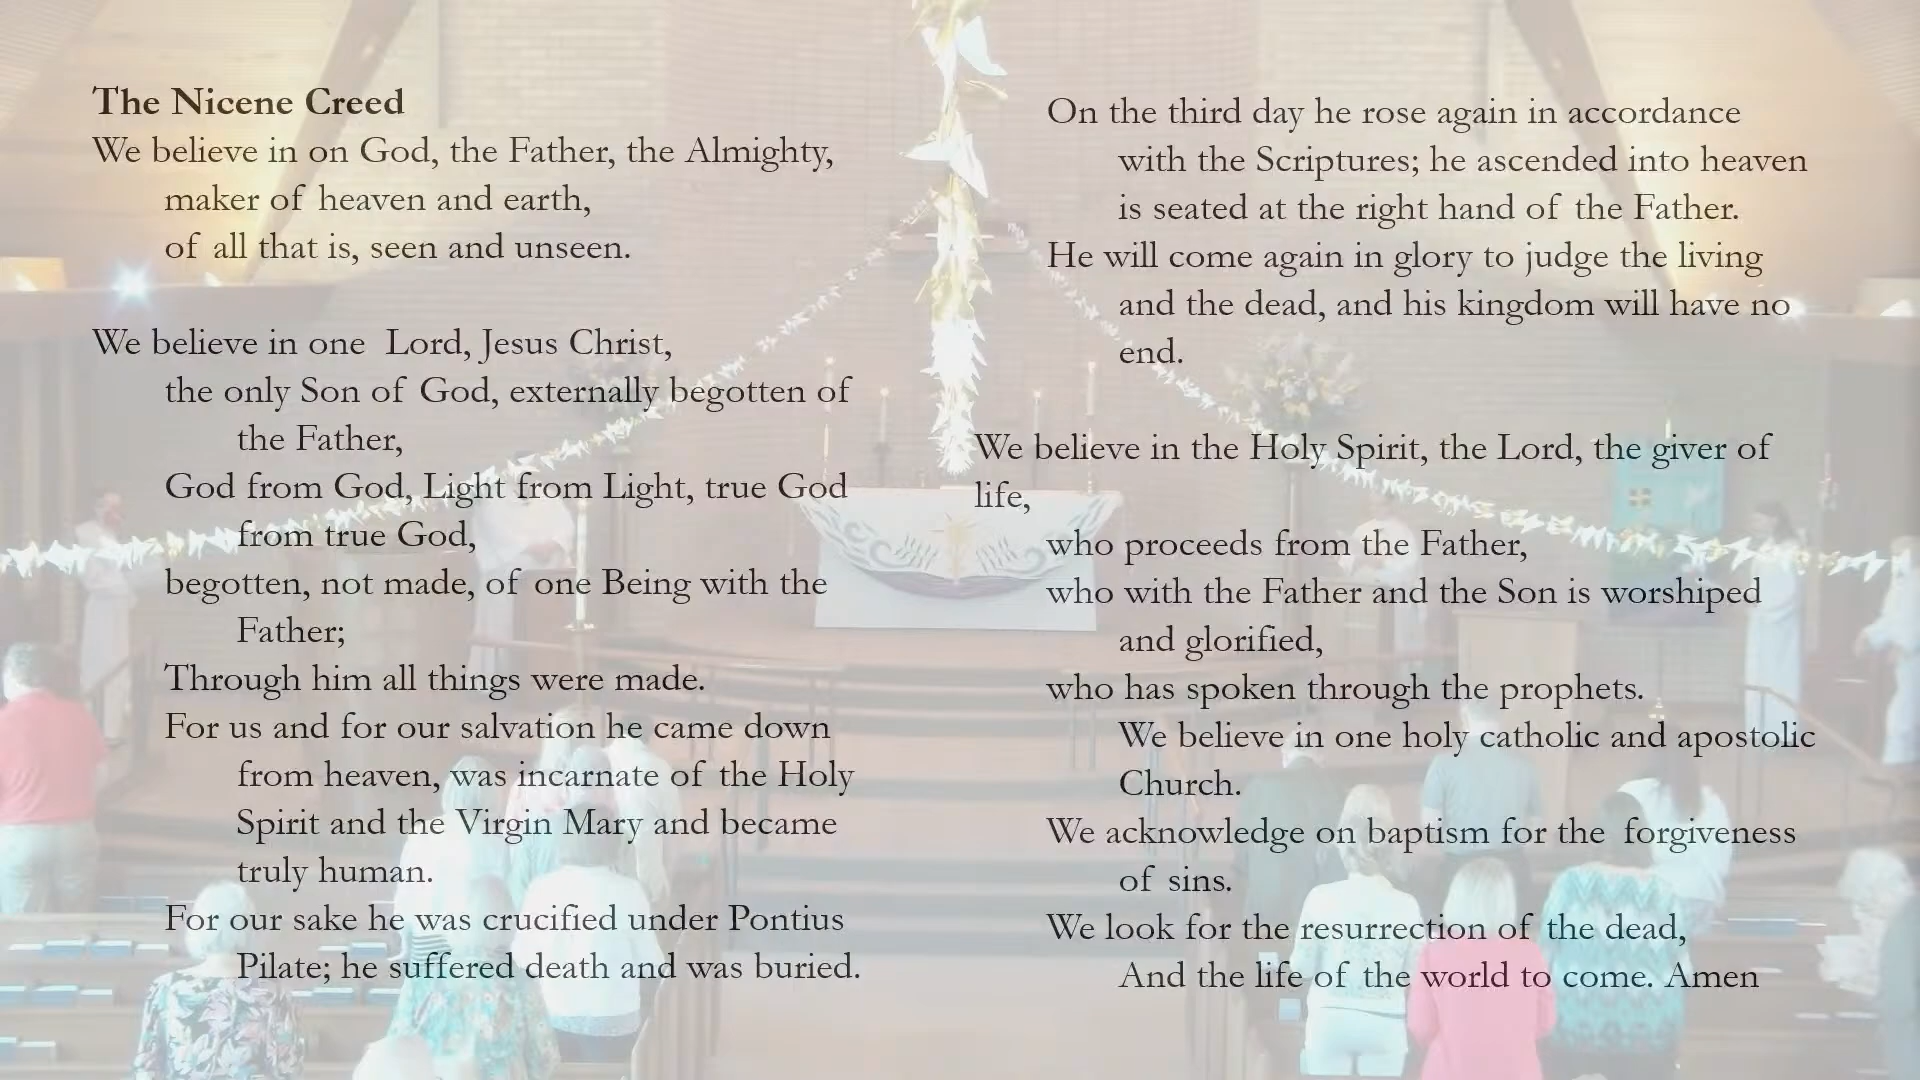 The Nicene Creed
We believe in on God, the Father, the Almighty,
maker of heaven and earth,
of all that is, seen and unseen.
We believe in one Lord, Jesus Christ,
the only Son of God, externally begotten of
the Father,
God from God, Light from Light, true God
from true God,
begotten, not made, of one Being with the
Father;
Through him all things were made.
For us and for our salvation he came down
from heaven, was incarnate of the Holy
Spirit and the Virgin Mary and became
truly human.
For our sake he was crucified under Pontius
Pilate; he suffered death and was buried.
On the third day he rose again in accordance
with the Scriptures; he ascended into heaven
is seated at the right hand of the Father.
He will come again in glory to judge the living
and the dead, and his kingdom will have no
end.
We believe in the Holy Spirit, the Lord, the giver of
life,
who proceeds from the Father,
who with the Father and the Son is worshiped
and glorified,
who has spoken through the prophets.
We believe in one holy catholic and apostolic
Church.
We acknowledge on baptism for the forgiveness
of sins.
We look for the resurrection of the dead,
And the life of the world to come. Amen